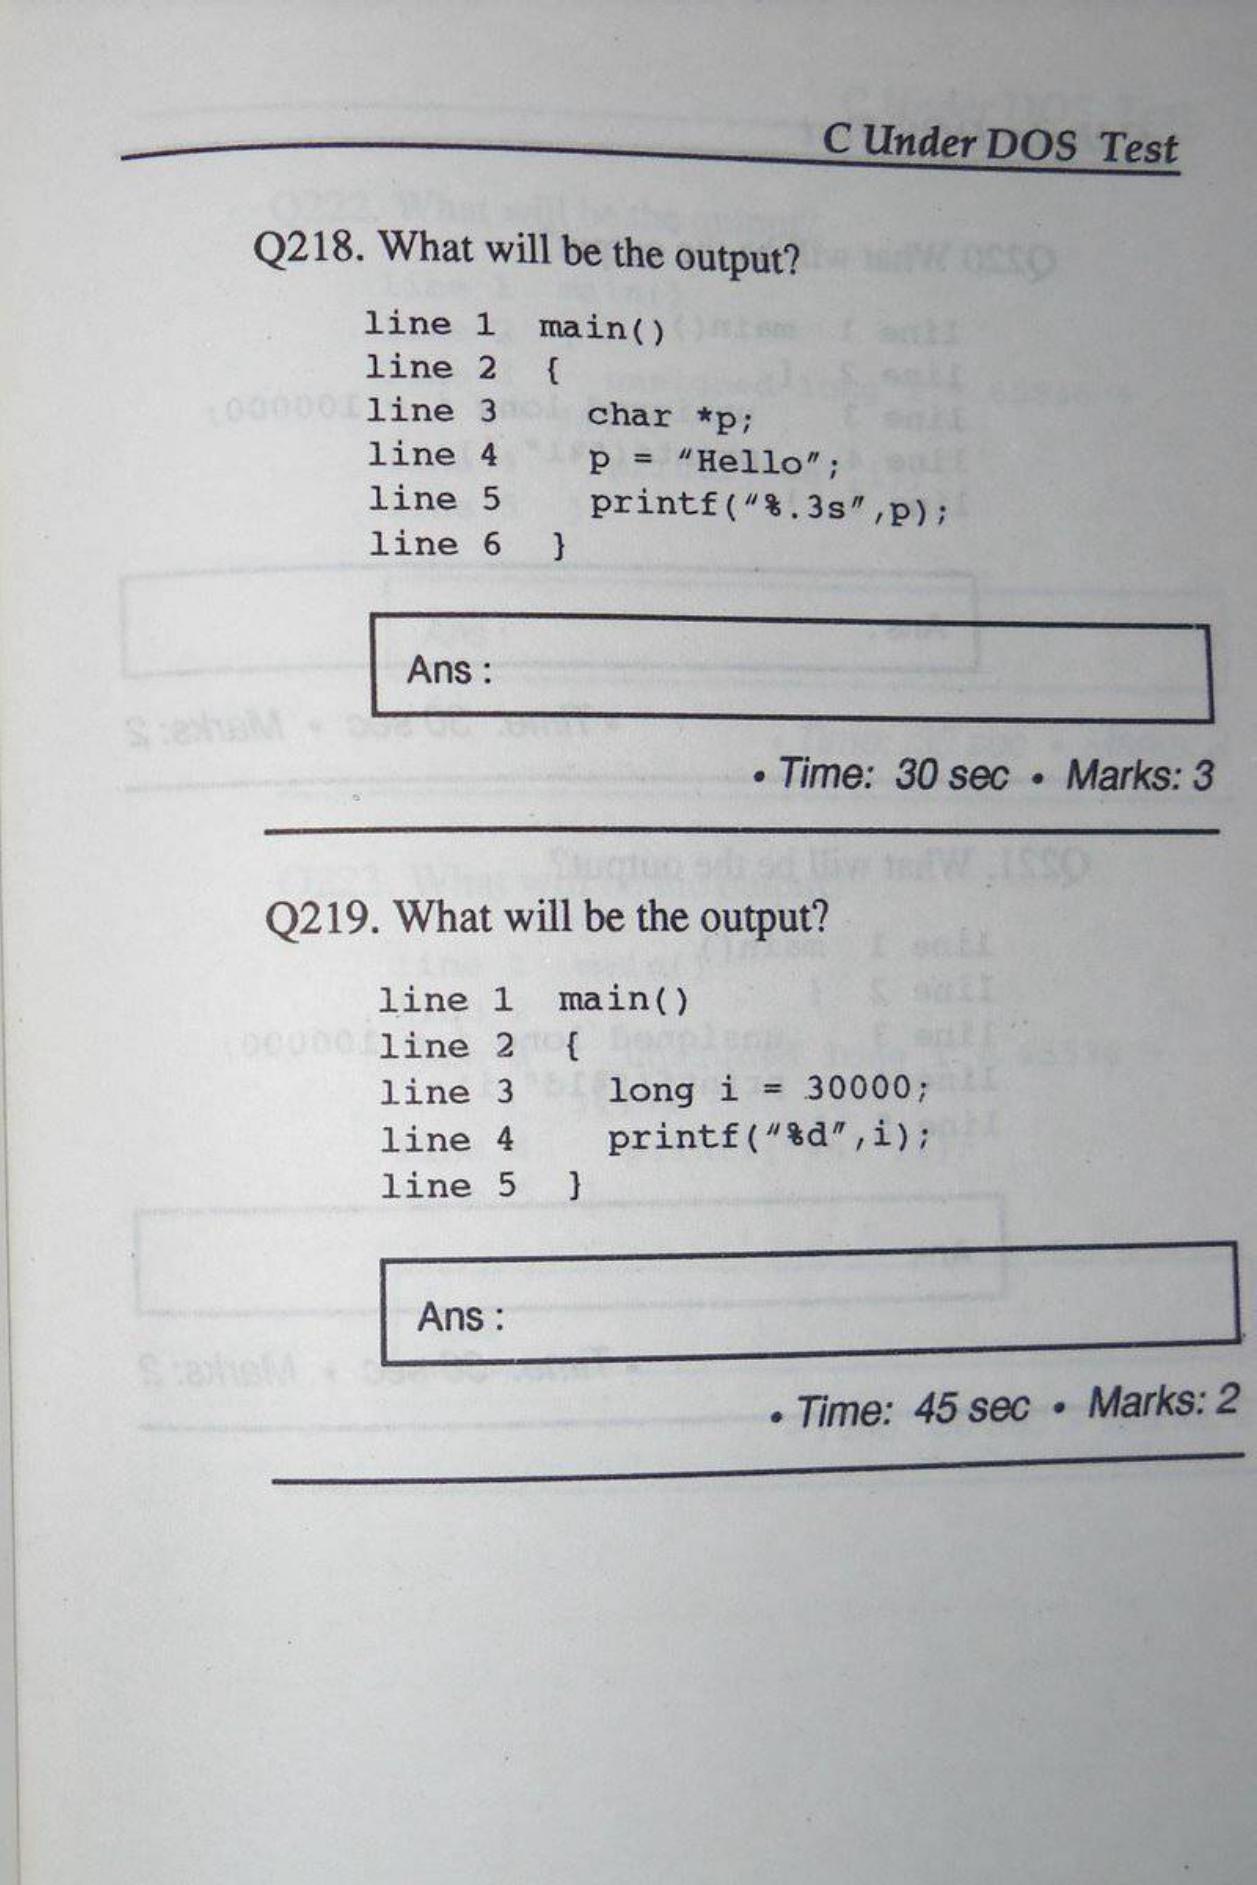 C Under DOS Test
Q218. What will be the output?
line 1 main()
line 2 {
line 3 char *p;
line 4 p = "Hello";
line 5 printf("%.3s",p);
line 6 }
Ans :
• Time: 30 sec • Marks: 3
Q219. What will be the output?
line 1 main()
line 2 {
line 3 long i = 30000;
line 4 printf("%d",i);
line 5 }
Ans :
• Time: 45 sec • Marks: 2